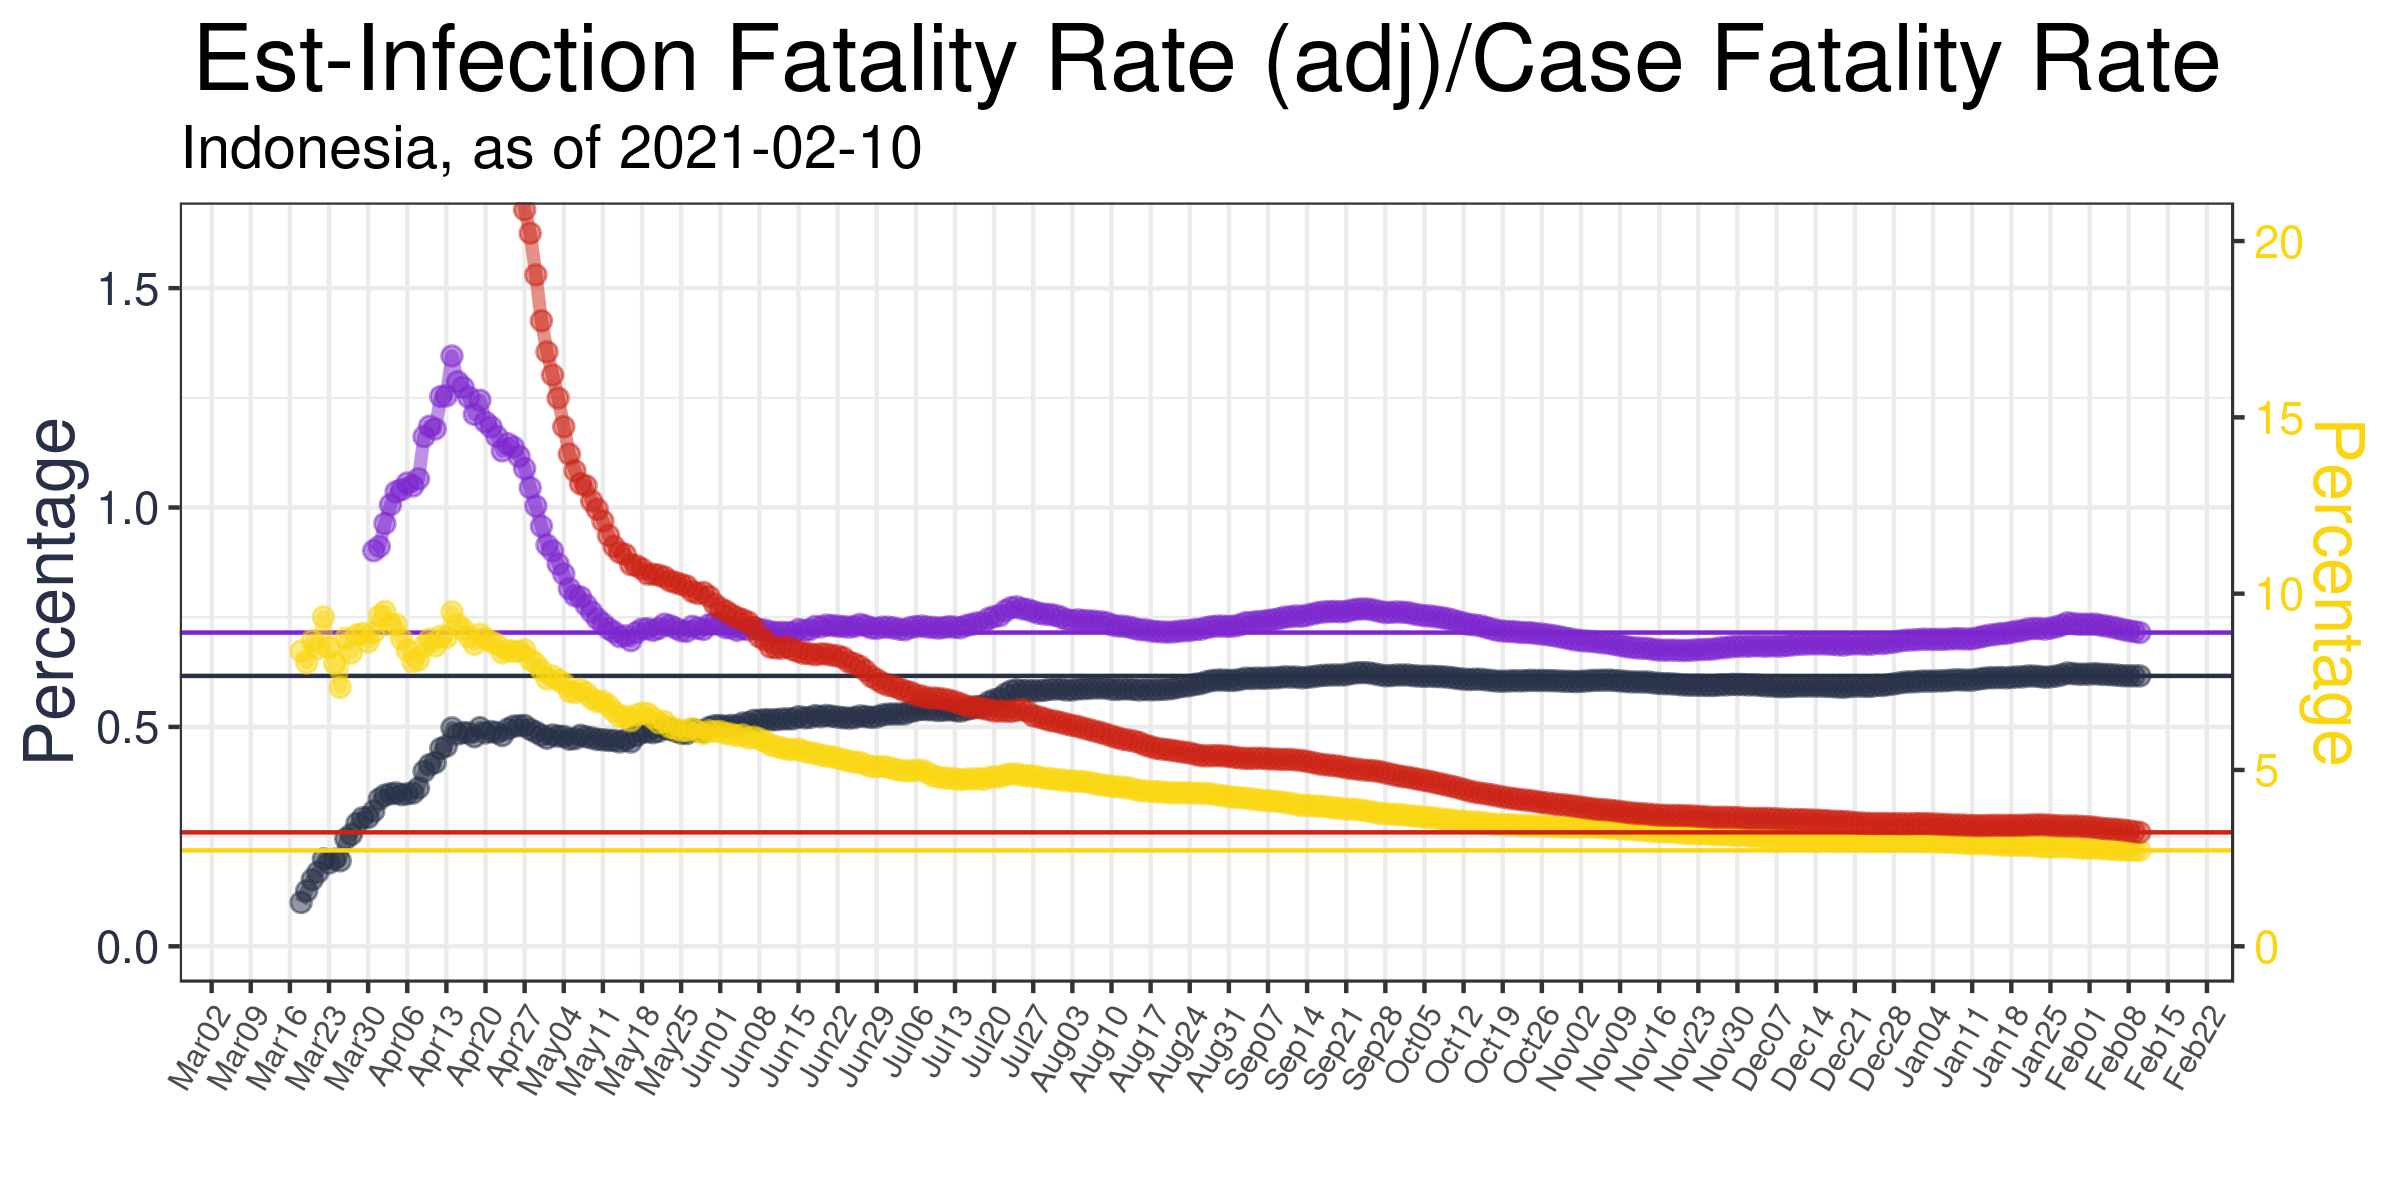 Est-Infection Fatality Rate (adj)/Case Fatality Rate
Indonesia, as of 2021-02-10
Percentage
1.5
1.0
0.5
0.0
20
15
10
5
0
Percentage
Mar02 Mar09 Mar16 Mar23 Mar30 Apr06 Apr13 Apr20 Apr27 May04 May11 May18 May25 Jun01 Jun08 Jun15 Jun22 Jun29 Jul06 Jul13 Jul20 Jul27 Aug03 Aug10 Aug17 Aug24 Aug31 Sep07 Sep14 Sep21 Sep28 Oct05 Oct12 Oct19 Oct26 Nov02 Nov09 Nov16 Nov23 Nov30 Dec07 Dec14 Dec21 Dec28 Jan04 Jan11 Jan18 Jan25 Feb01 Feb08 Feb15 Feb22